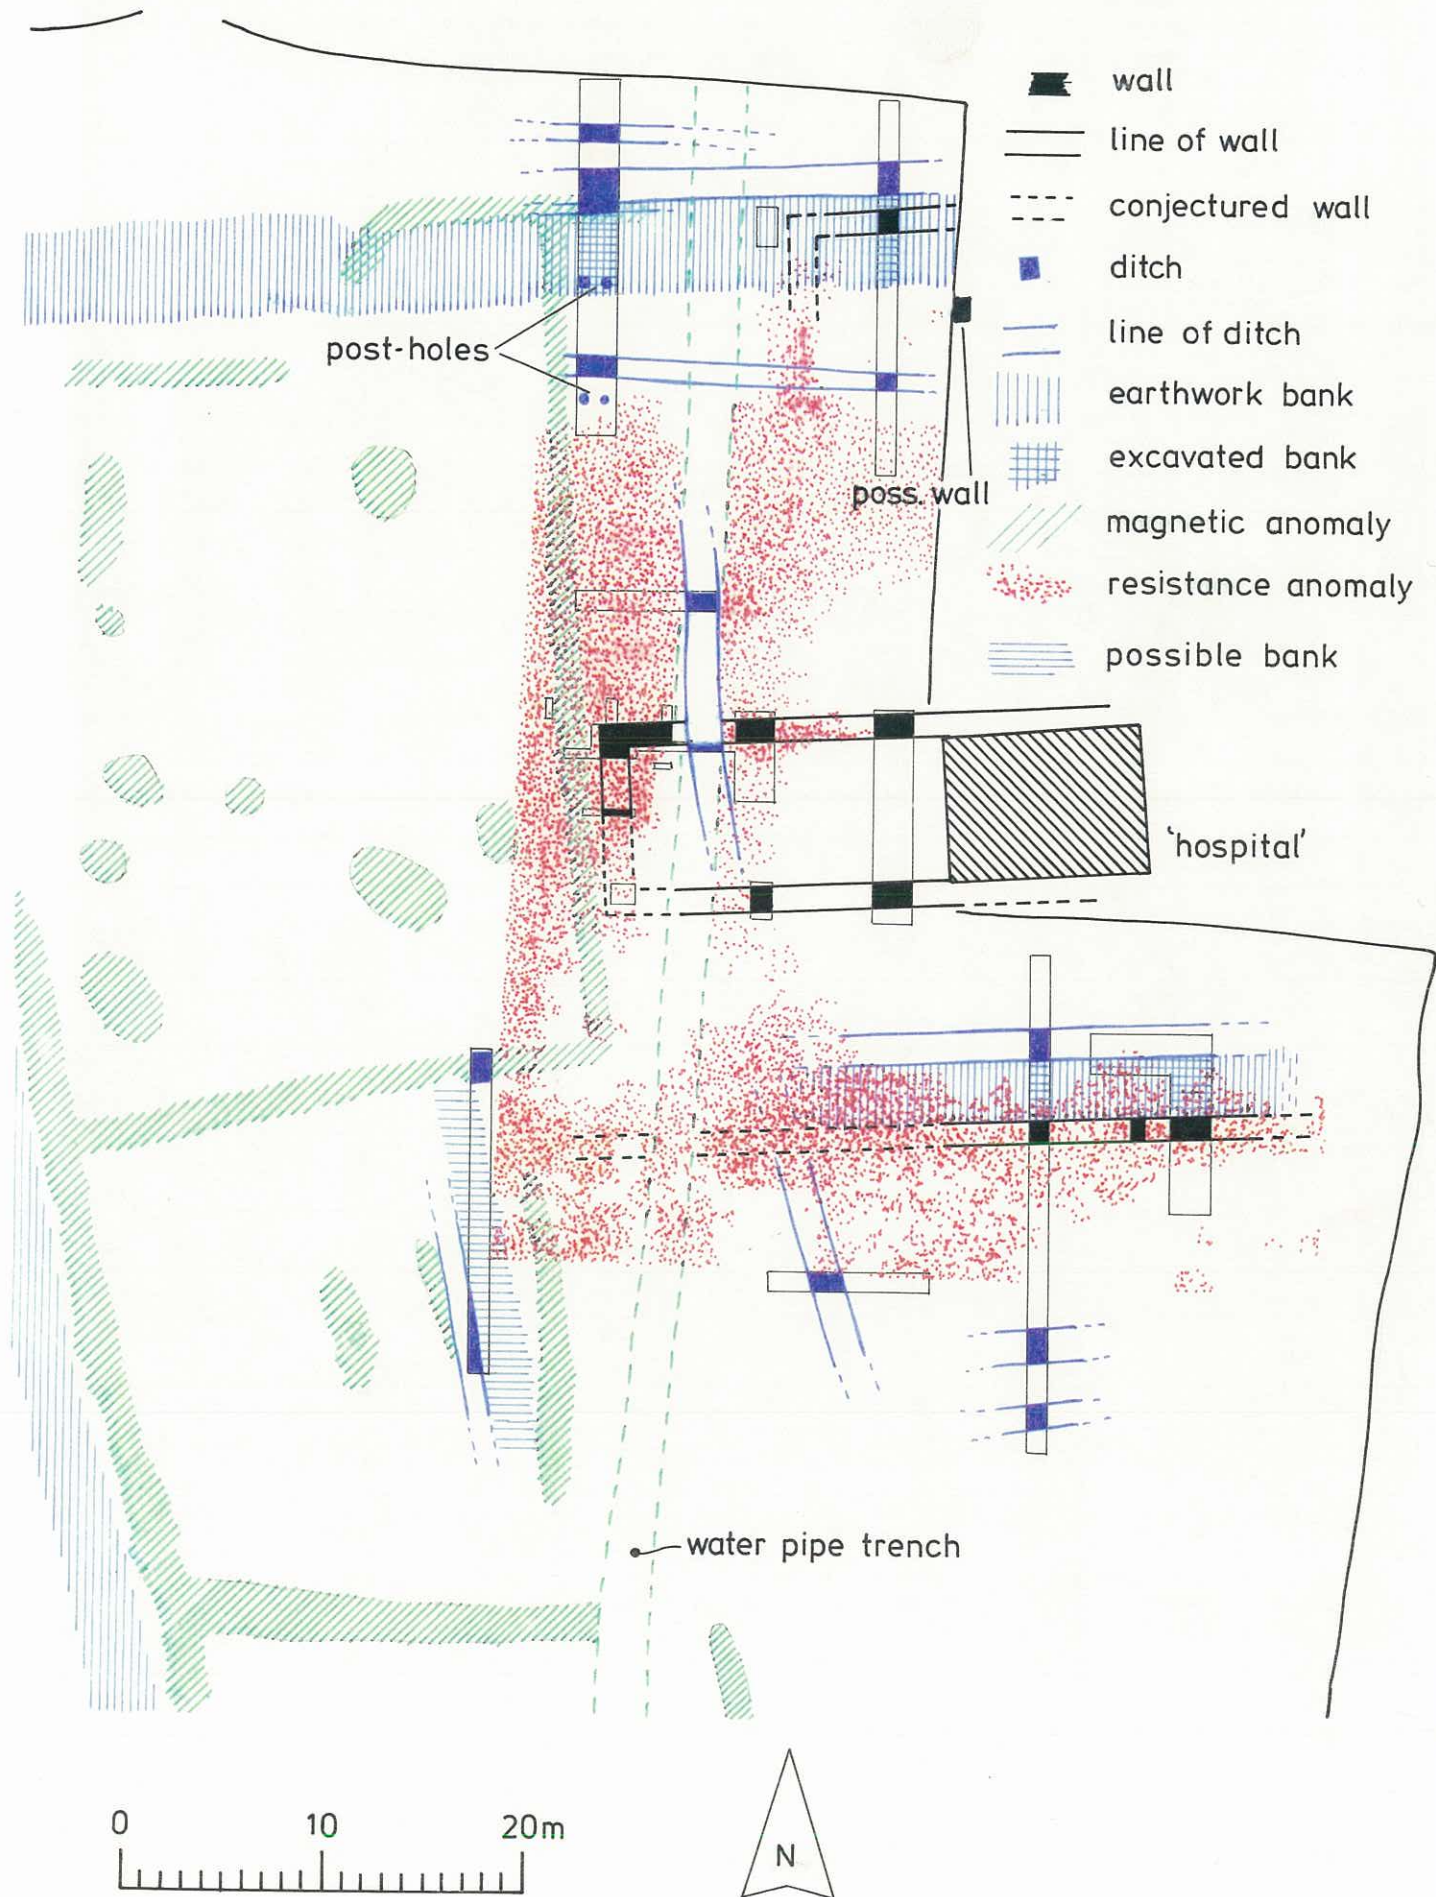 wall
line of wall
conjectured wall
ditch
line of ditch
earthwork bank
excavated bank
magnetic anomaly
resistance anomaly
possible bank
post-holes
poss. wall
'hospital'
water pipe trench
0 10 20m
N